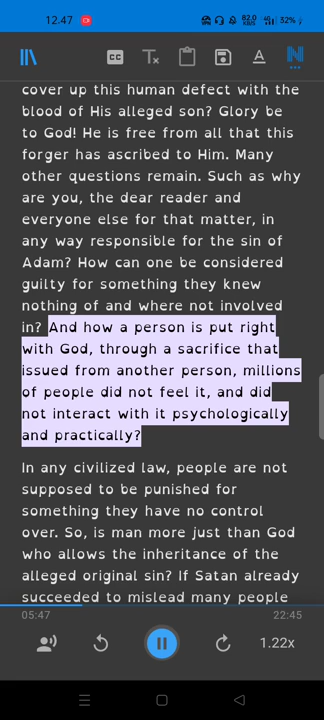 12.47
82.0
KB/S
4G
32%
CC
A
N
cover up this human defect with the
blood of His alleged son? Glory be
to God! He is free from all that this
forger has ascribed to Him. Many
other questions remain. Such as why
are you, the dear reader and
everyone else for that matter, in
any way responsible for the sin of
Adam? How can one be considered
guilty for something they knew
nothing of and where not involved
in? And how a person is put right
with God, through a sacrifice that
issued from another person, millions
of people did not feel it, and did
not interact with it psychologically
and practically?
In any civilized law, people are not
supposed to be punished for
something they have no control
over. So, is man more just than God
who allows the inheritance of the
alleged original sin? If Satan already
succeeded to mislead many people
05:47
22:45
1.22x